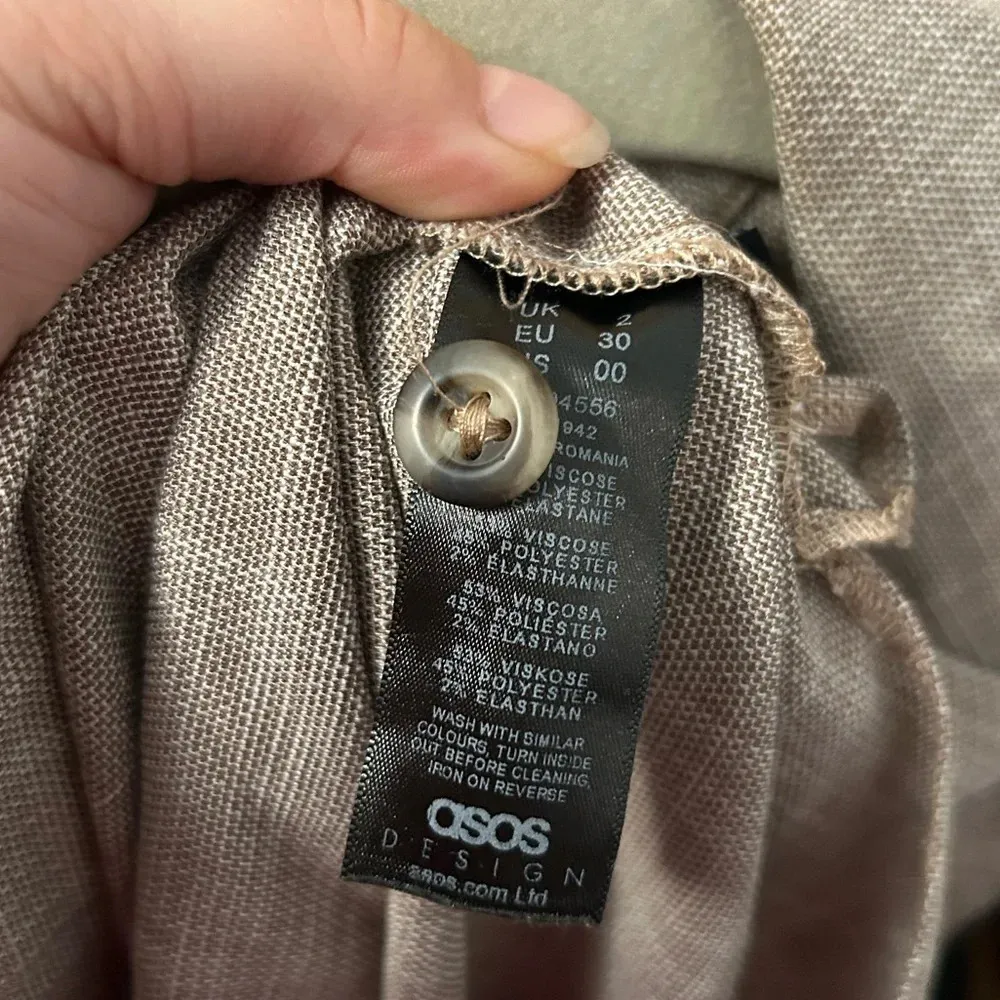 UK 2
EU 30
00
4556
942
ROMANIA
VISCOSE
POLYESTER
ELASTANE
VISCOSE
POLYESTER
2% ELASTHANNE
53% VISCOSA
45% POLIESTER
2% ELASTANO
53% VISKOSE
45% POLYESTER
2% ELASTHAN
WASH WITH SIMILAR
COLOURS, TURN INSIDE
OUT BEFORE CLEANING,
IRON ON REVERSE
asos
DESIGN
asos.com Ltd